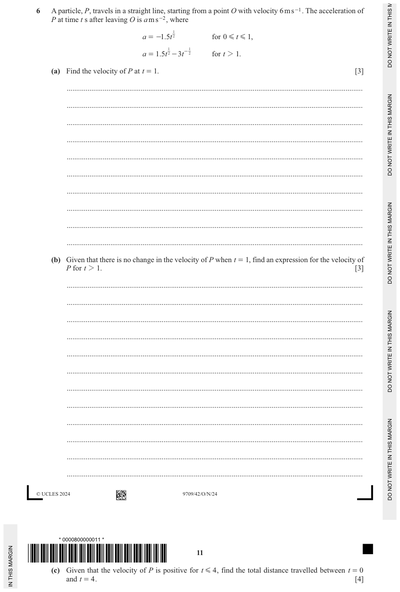 6 A particle, P, travels in a straight line, starting from a point O with velocity 6 m s⁻¹. The acceleration of
P at time t s after leaving O is a m s⁻², where
a = −1.5t^{1/2} for 0 ⩽ t ⩽ 1,
a = 1.5t^{1/2} − 3t^{−1/2} for t > 1.
(a) Find the velocity of P at t = 1. [3]
(b) Given that there is no change in the velocity of P when t = 1, find an expression for the velocity of
P for t > 1. [3]
© UCLES 2024
9709/42/O/N/24
DO NOT WRITE IN THIS MARGIN
DO NOT WRITE IN THIS MARGIN
DO NOT WRITE IN THIS MARGIN
DO NOT WRITE IN THIS MARGIN
* 0000800000011 *
11
IN THIS MARGIN
(c) Given that the velocity of P is positive for t ⩽ 4, find the total distance travelled between t = 0
and t = 4. [4]